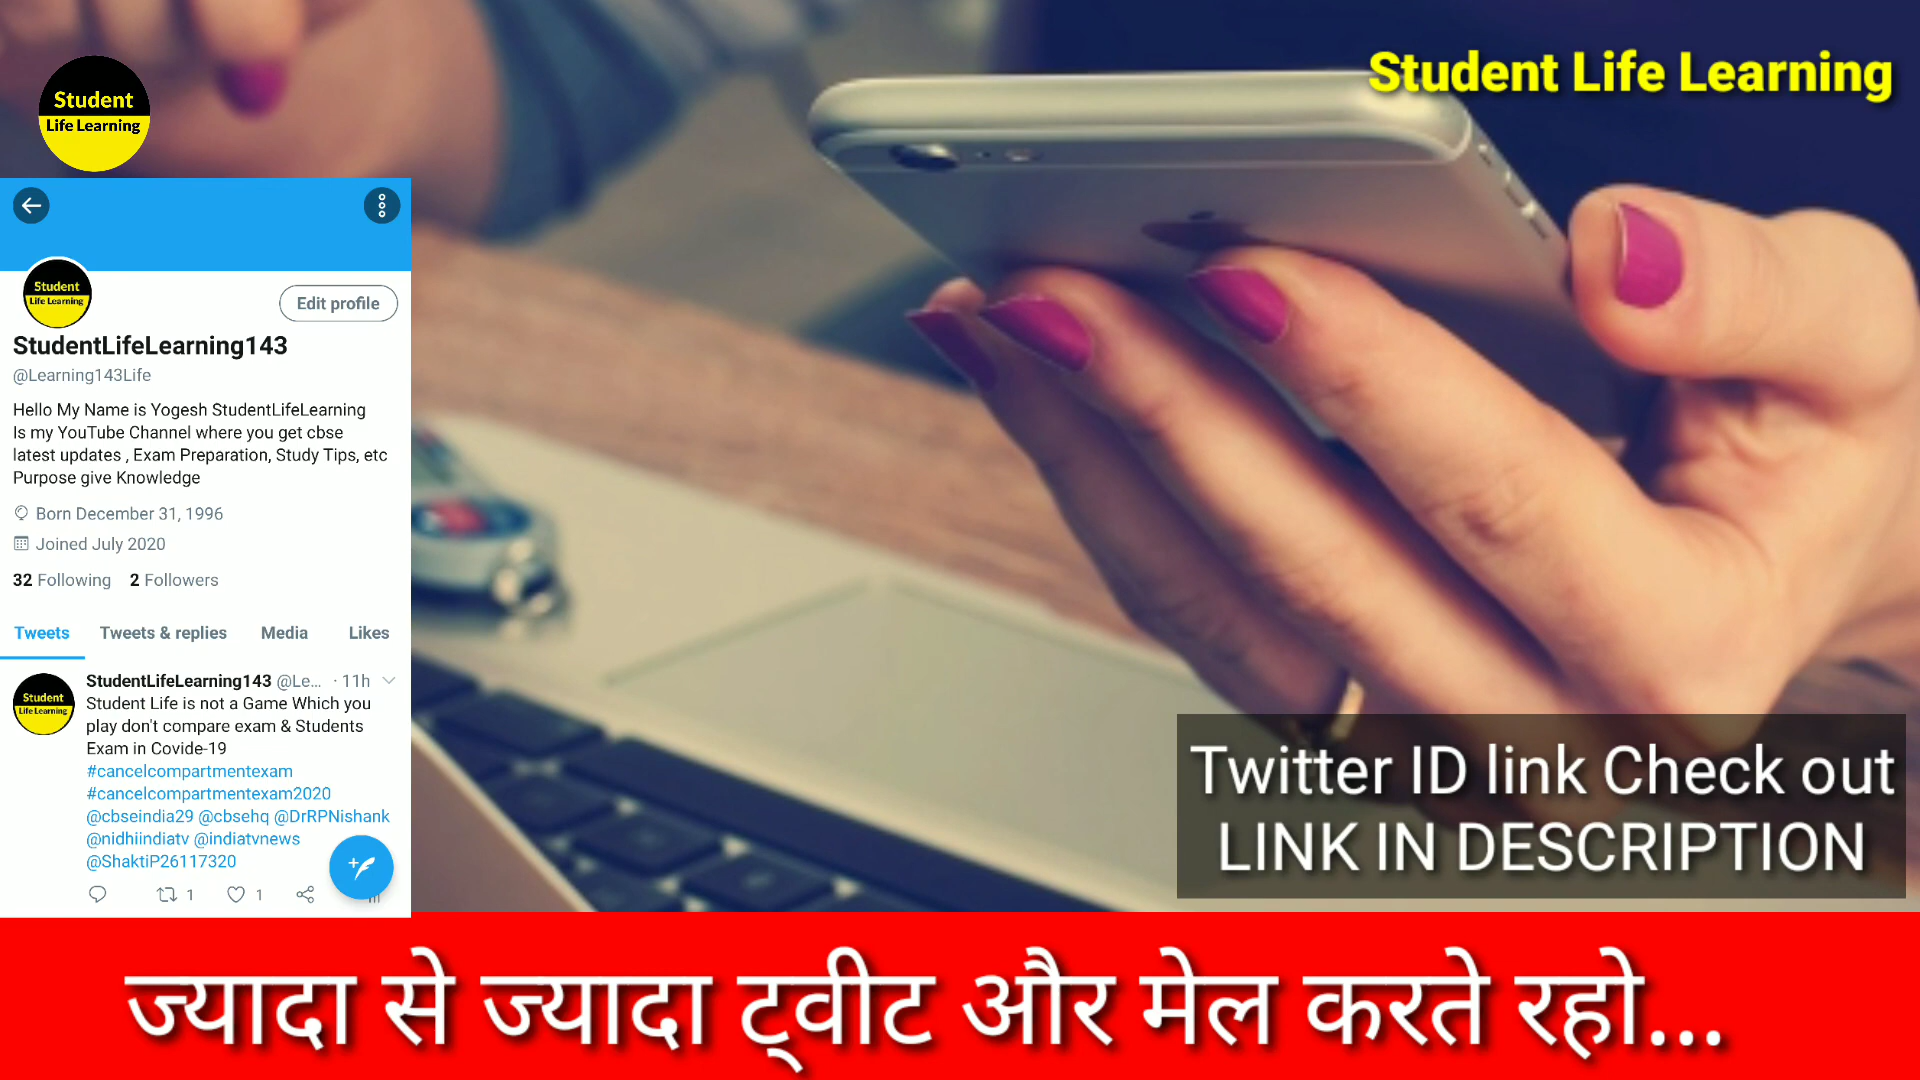 Student
Life Learning
Student Life Learning
Student
Life Learning
Edit profile
StudentLifeLearning143
@Learning143Life
Hello My Name is Yogesh StudentLifeLearning
Is my YouTube Channel where you get cbse
latest updates , Exam Preparation, Study Tips, etc
Purpose give Knowledge
Born December 31, 1996
Joined July 2020
32 Following 2 Followers
Tweets Tweets & replies Media Likes
Student
Life Learning
StudentLifeLearning143 @Le... · 11h
Student Life is not a Game Which you
play don't compare exam & Students
Exam in Covide-19
#cancelcompartmentexam
#cancelcompartmentexam2020
@cbseindia29 @cbsehq @DrRPNishank
@nidhiindiatv @indiatvnews
@ShaktiP26117320
1 1
Twitter ID link Check out
LINK IN DESCRIPTION
ज्यादा से ज्यादा ट्वीट और मेल करते रहो...